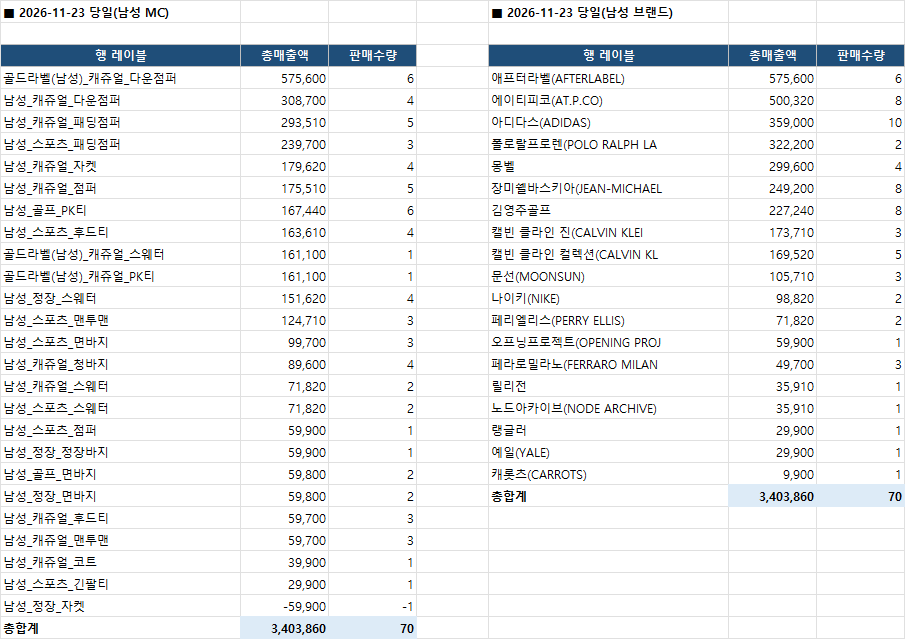 ■ 2026-11-23 당일(남성 MC)
행 레이블 총매출액 판매수량
골드라벨(남성)_캐쥬얼_다운점퍼 575,600 6
남성_캐쥬얼_다운점퍼 308,700 4
남성_캐쥬얼_패딩점퍼 293,510 5
남성_스포츠_패딩점퍼 239,700 3
남성_캐쥬얼_자켓 179,620 4
남성_캐쥬얼_점퍼 175,510 5
남성_골프_PK티 167,440 6
남성_스포츠_후드티 163,610 4
골드라벨(남성)_캐쥬얼_스웨터 161,100 1
골드라벨(남성)_캐쥬얼_PK티 161,100 1
남성_정장_스웨터 151,620 4
남성_스포츠_맨투맨 124,710 3
남성_스포츠_면바지 99,700 3
남성_캐쥬얼_청바지 89,600 4
남성_캐쥬얼_스웨터 71,820 2
남성_스포츠_스웨터 71,820 2
남성_스포츠_점퍼 59,900 1
남성_정장_정장바지 59,900 1
남성_골프_면바지 59,800 2
남성_정장_면바지 59,800 2
남성_캐쥬얼_후드티 59,700 3
남성_캐쥬얼_맨투맨 59,700 3
남성_캐쥬얼_코트 39,900 1
남성_스포츠_긴팔티 29,900 1
남성_정장_자켓 -59,900 -1
총합계 3,403,860 70
■ 2026-11-23 당일(남성 브랜드)
행 레이블 총매출액 판매수량
애프터라벨(AFTERLABEL) 575,600 6
에이티피코(AT.P.CO) 500,320 8
아디다스(ADIDAS) 359,000 10
폴로랄프로렌(POLO RALPH LA 322,200 2
몽벨 299,600 4
장미쉘바스키아(JEAN-MICHAEL 249,200 8
김영주골프 227,240 8
캘빈 클라인 진(CALVIN KLEI 173,710 3
캘빈 클라인 컬렉션(CALVIN KL 169,520 5
문선(MOONSUN) 105,710 3
나이키(NIKE) 98,820 2
페리엘리스(PERRY ELLIS) 71,820 2
오프닝프로젝트(OPENING PROJ 59,900 1
페라로밀라노(FERRARO MILAN 49,700 3
릴리전 35,910 1
노드아카이브(NODE ARCHIVE) 35,910 1
랭글러 29,900 1
예일(YALE) 29,900 1
캐롯츠(CARROTS) 9,900 1
총합계 3,403,860 70